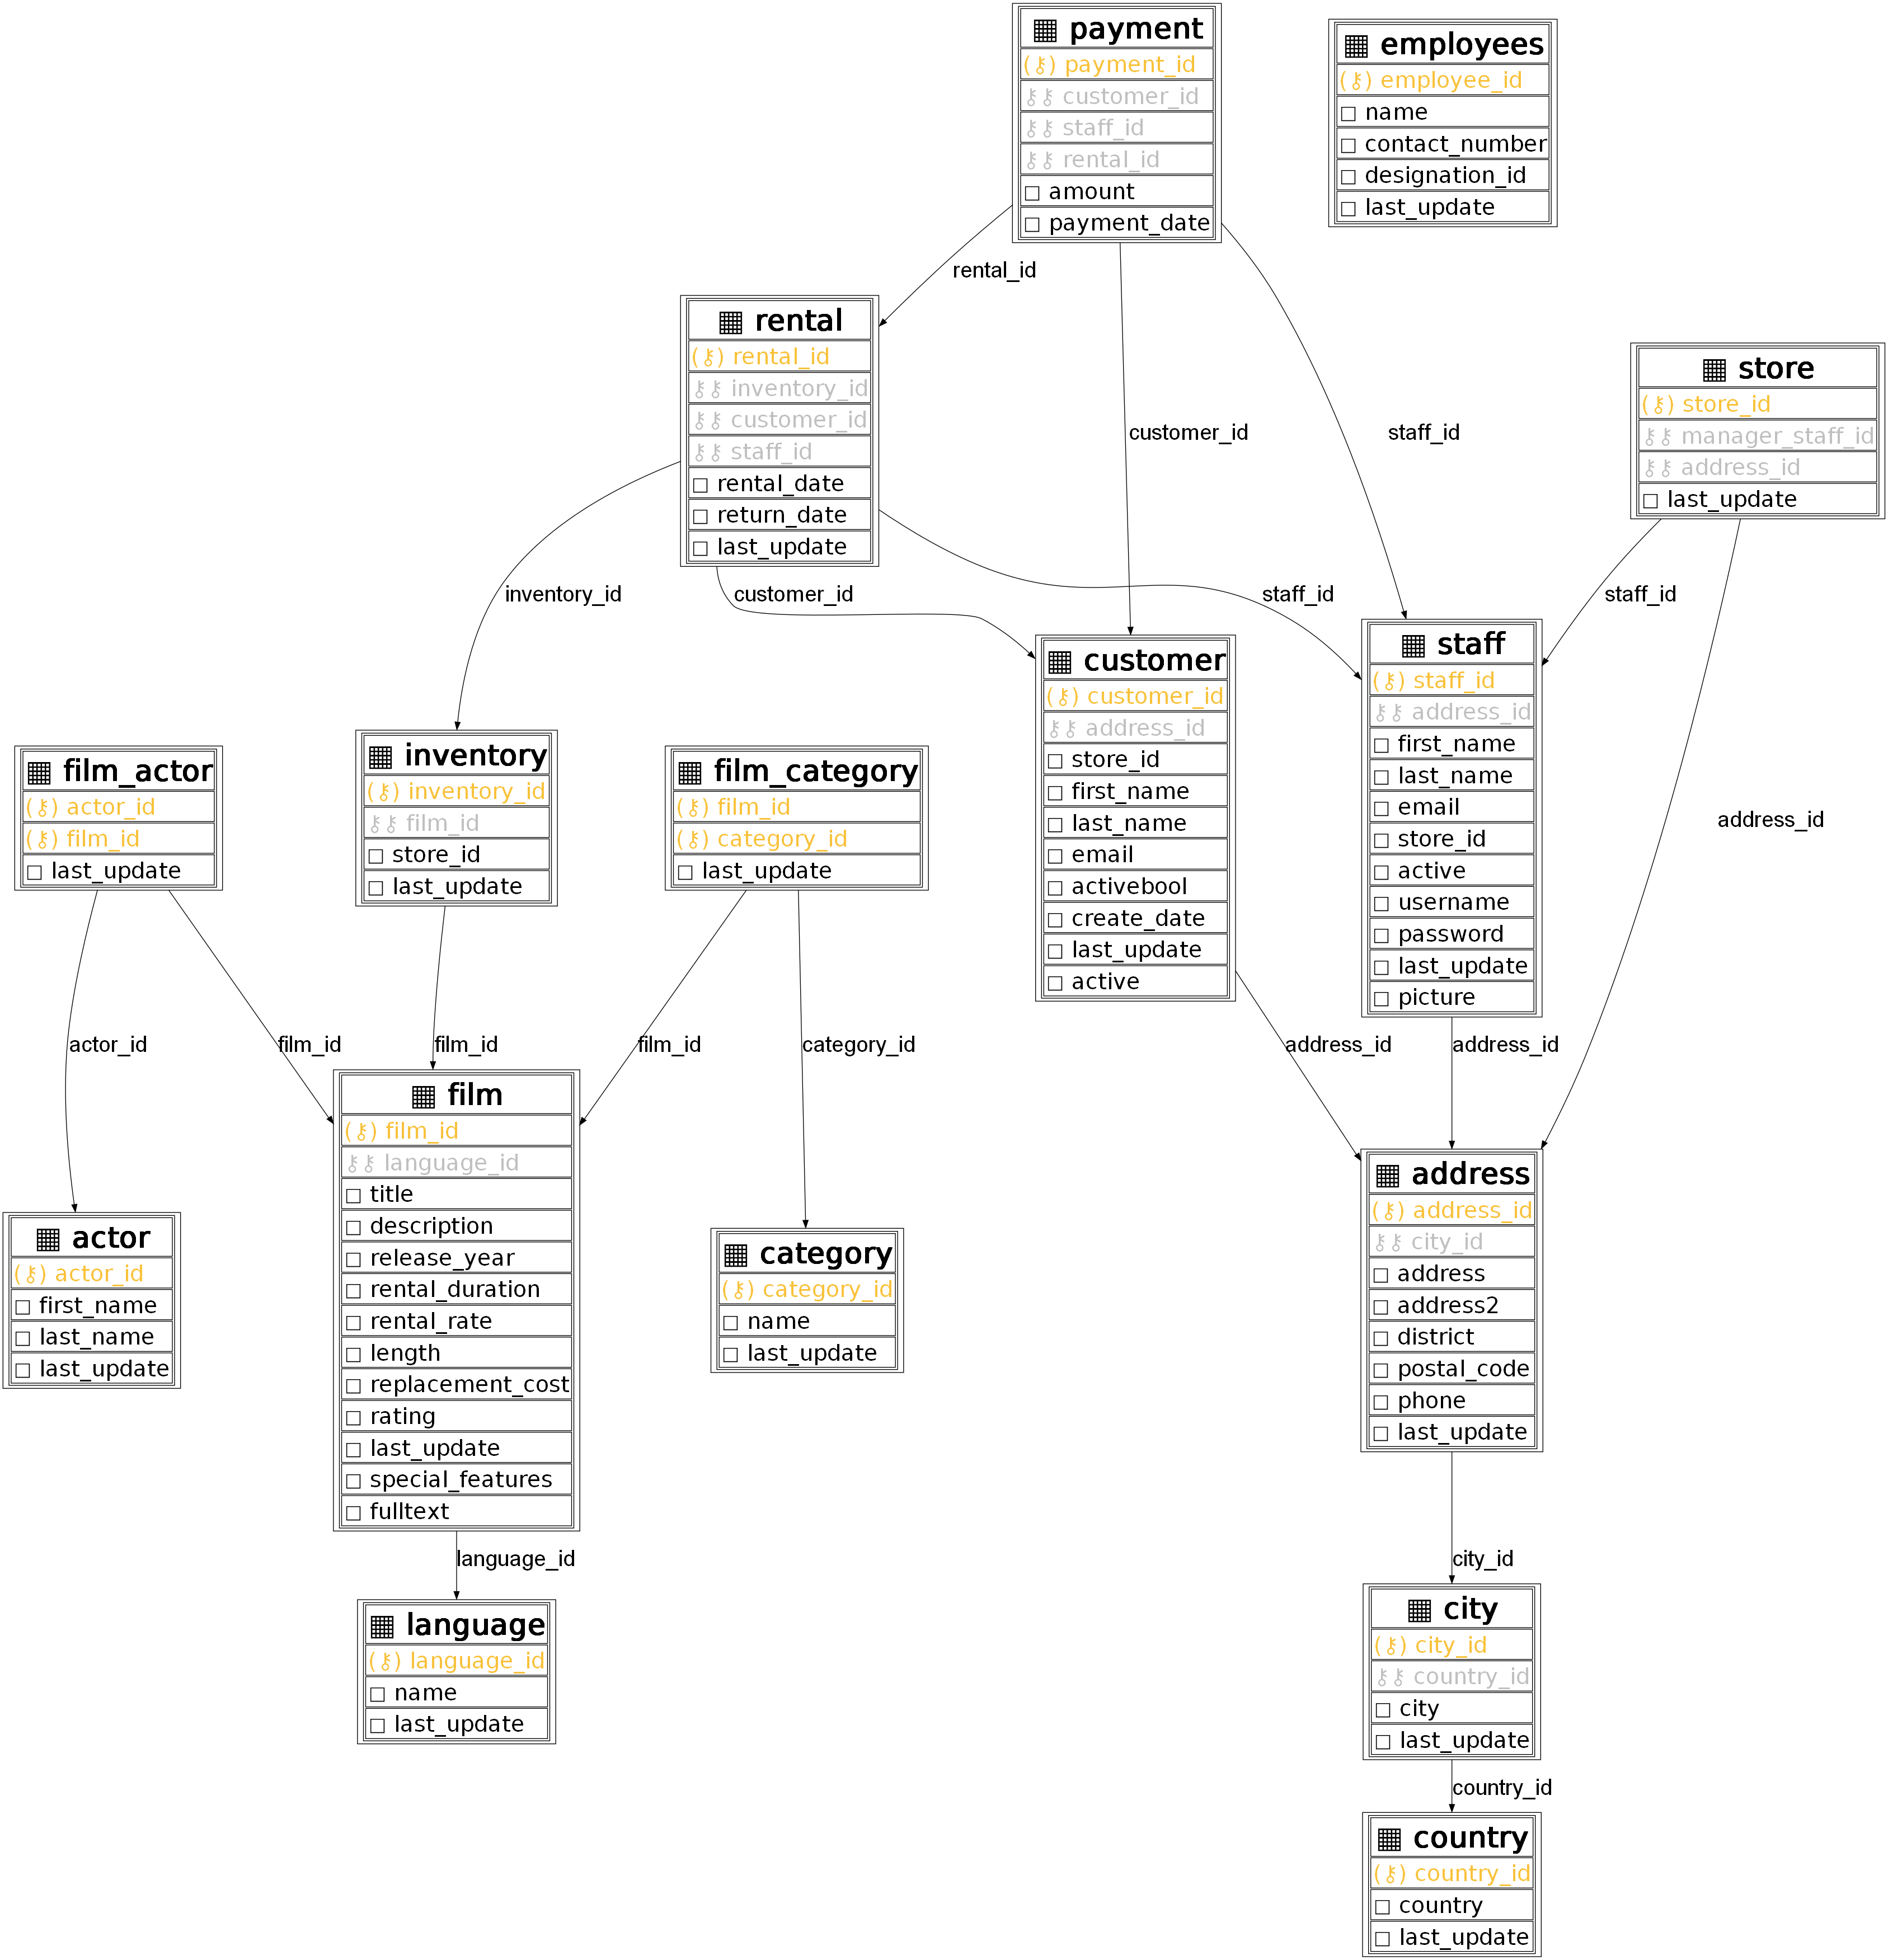 payment
payment_id
customer_id
staff_id
rental_id
amount
payment_date
employees
employee_id
name
contact_number
designation_id
last_update
rental_id
rental
rental_id
inventory_id
customer_id
staff_id
rental_date
return_date
last_update
customer_id
staff_id
store
store_id
manager_staff_id
address_id
last_update
inventory_id
customer_id
staff_id
staff_id
customer
customer_id
address_id
store_id
first_name
last_name
email
activebool
create_date
last_update
active
staff
staff_id
address_id
first_name
last_name
email
store_id
active
username
password
last_update
picture
address_id
film_actor
actor_id
film_id
last_update
inventory
inventory_id
film_id
store_id
last_update
film_category
film_id
category_id
last_update
actor_id
film_id
film_id
film_id
category_id
address_id
address_id
film
film_id
language_id
title
description
release_year
rental_duration
rental_rate
length
replacement_cost
rating
last_update
special_features
fulltext
actor
actor_id
first_name
last_name
last_update
category
category_id
name
last_update
address
address_id
city_id
address
address2
district
postal_code
phone
last_update
language_id
city_id
language
language_id
name
last_update
city
city_id
country_id
city
last_update
country_id
country
country_id
country
last_update